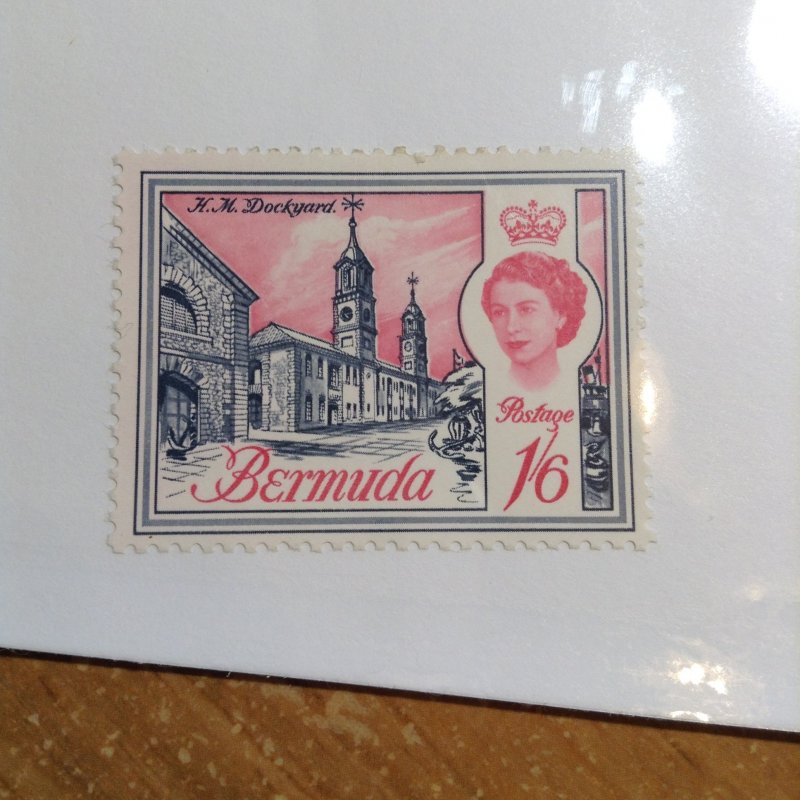 H.M. Dockyard.
Postage
Bermuda
1/6